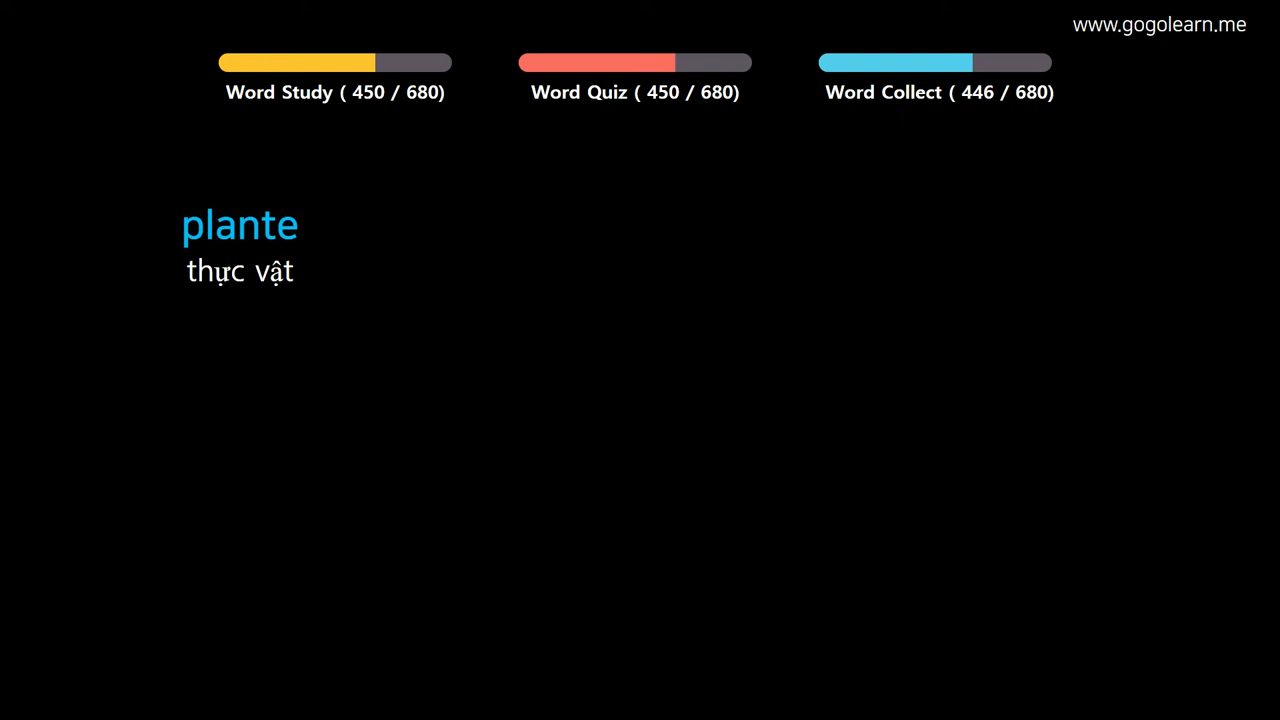 www.gogolearn.me
Word Study ( 450 / 680)
Word Quiz ( 450 / 680)
Word Collect ( 446 / 680)
plante
thực vật